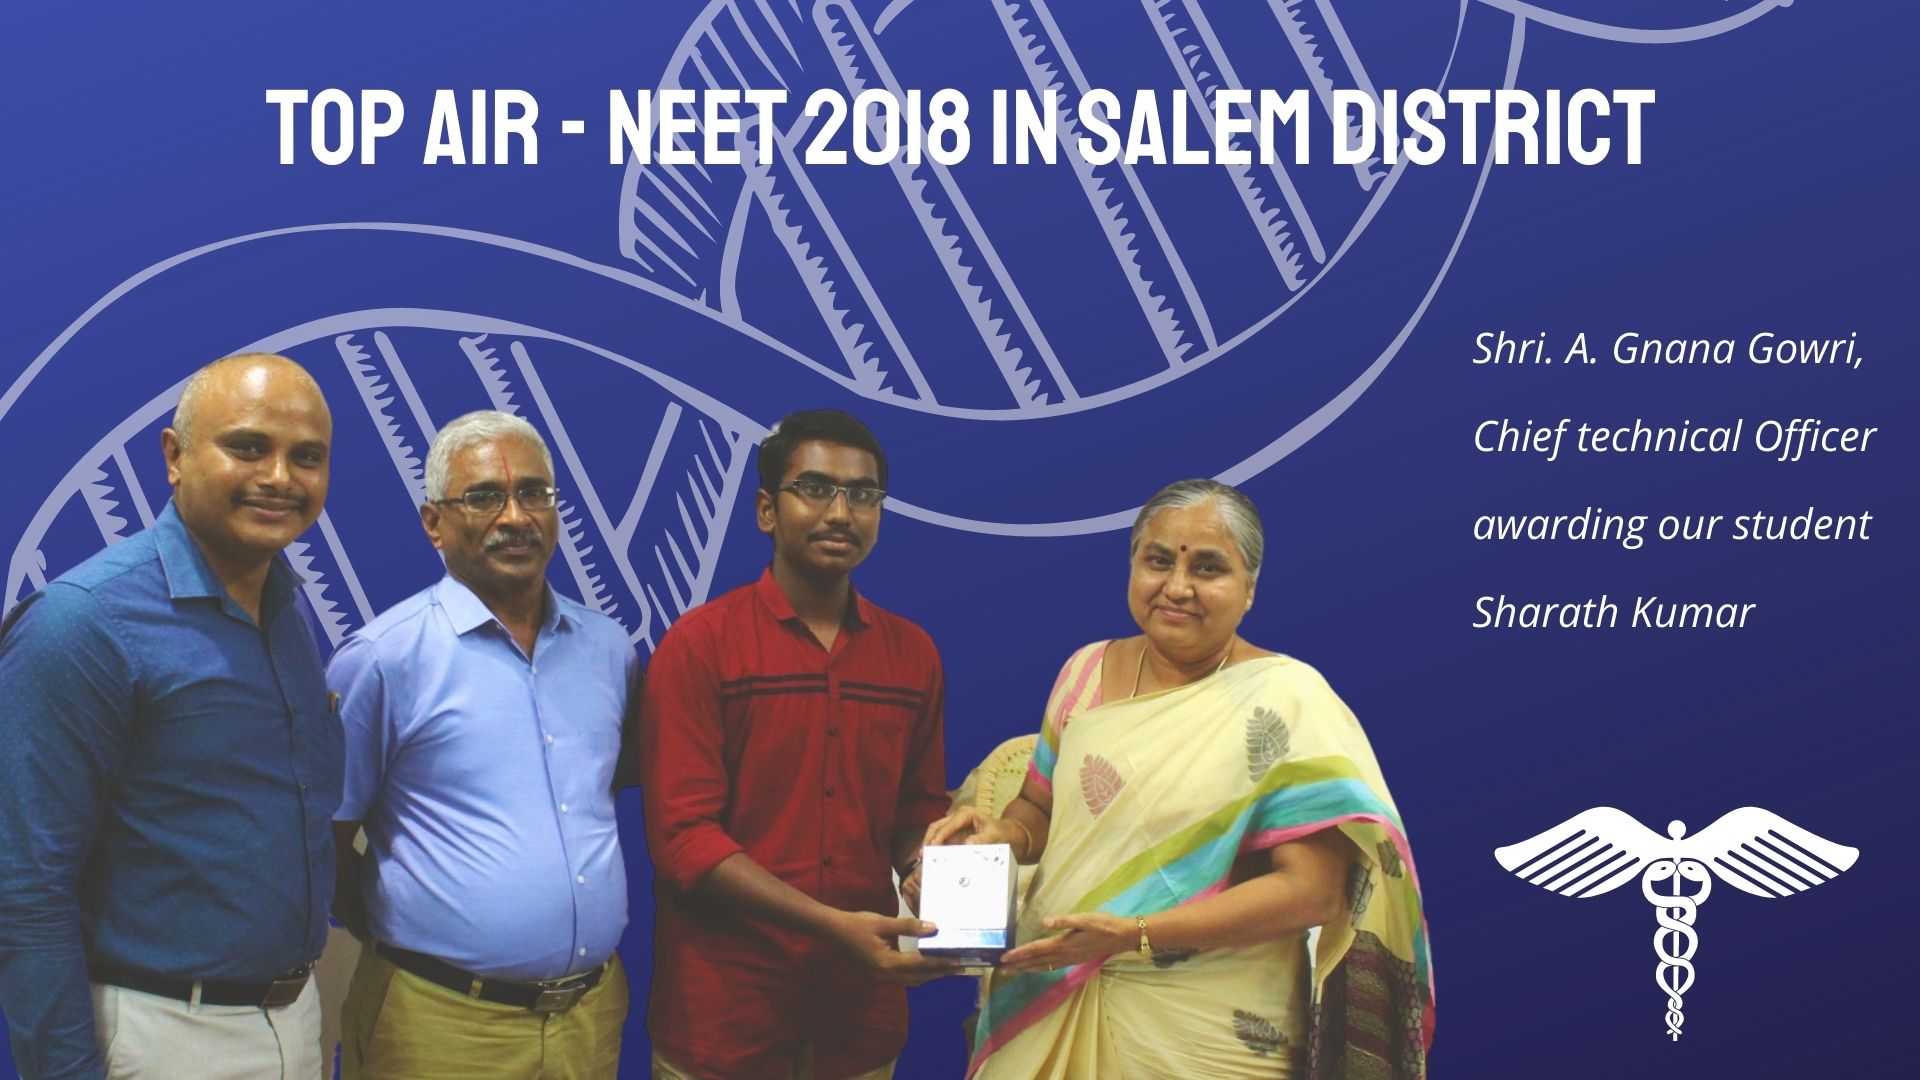 TOP AIR - NEET 2018 IN SALEM DISTRICT
Shri. A. Gnana Gowri,
Chief technical Officer
awarding our student
Sharath Kumar